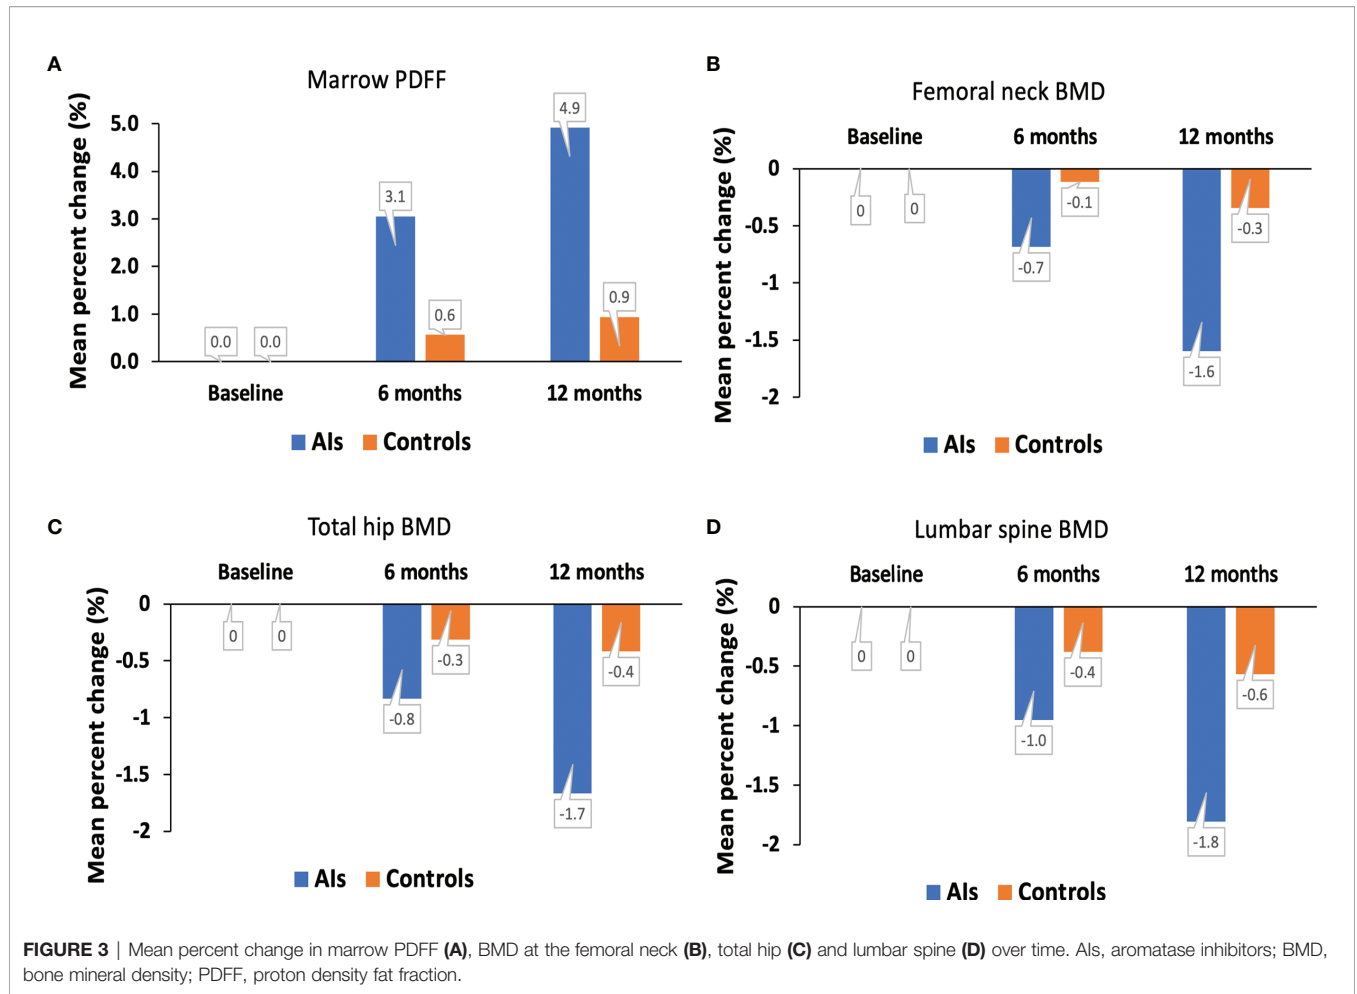 A
Marrow PDFF
Mean percent change (%)
5.0
4.0
3.0
2.0
1.0
0.0
0.0
0.0
3.1
0.6
4.9
0.9
Baseline
6 months
12 months
AIs
Controls
B
Femoral neck BMD
Mean percent change (%)
Baseline
6 months
12 months
0
-0.5
-1
-1.5
-2
0
0
-0.7
-0.1
-1.6
-0.3
AIs
Controls
C
Total hip BMD
Mean percent change (%)
Baseline
6 months
12 months
0
-0.5
-1
-1.5
-2
0
0
-0.8
-0.3
-1.7
-0.4
AIs
Controls
D
Lumbar spine BMD
Mean percent change (%)
Baseline
6 months
12 months
0
-0.5
-1
-1.5
-2
0
0
-1.0
-0.4
-1.8
-0.6
AIs
Controls
FIGURE 3 | Mean percent change in marrow PDFF (A), BMD at the femoral neck (B), total hip (C) and lumbar spine (D) over time. AIs, aromatase inhibitors; BMD,
bone mineral density; PDFF, proton density fat fraction.